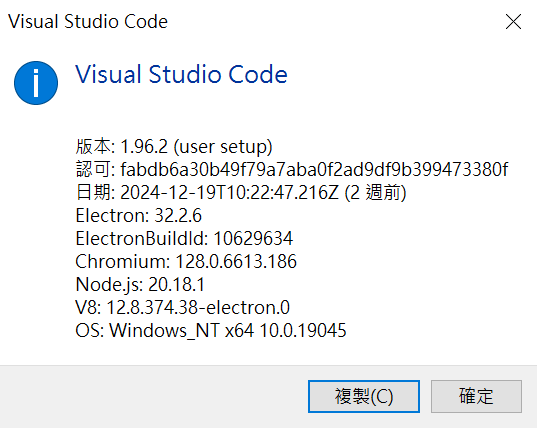 Visual Studio Code
Visual Studio Code
版本: 1.96.2 (user setup)
認可: fabdb6a30b49f79a7aba0f2ad9df9b399473380f
日期: 2024-12-19T10:22:47.216Z (2 週前)
Electron: 32.2.6
ElectronBuildId: 10629634
Chromium: 128.0.6613.186
Node.js: 20.18.1
V8: 12.8.374.38-electron.0
OS: Windows_NT x64 10.0.19045
複製(C)
確定